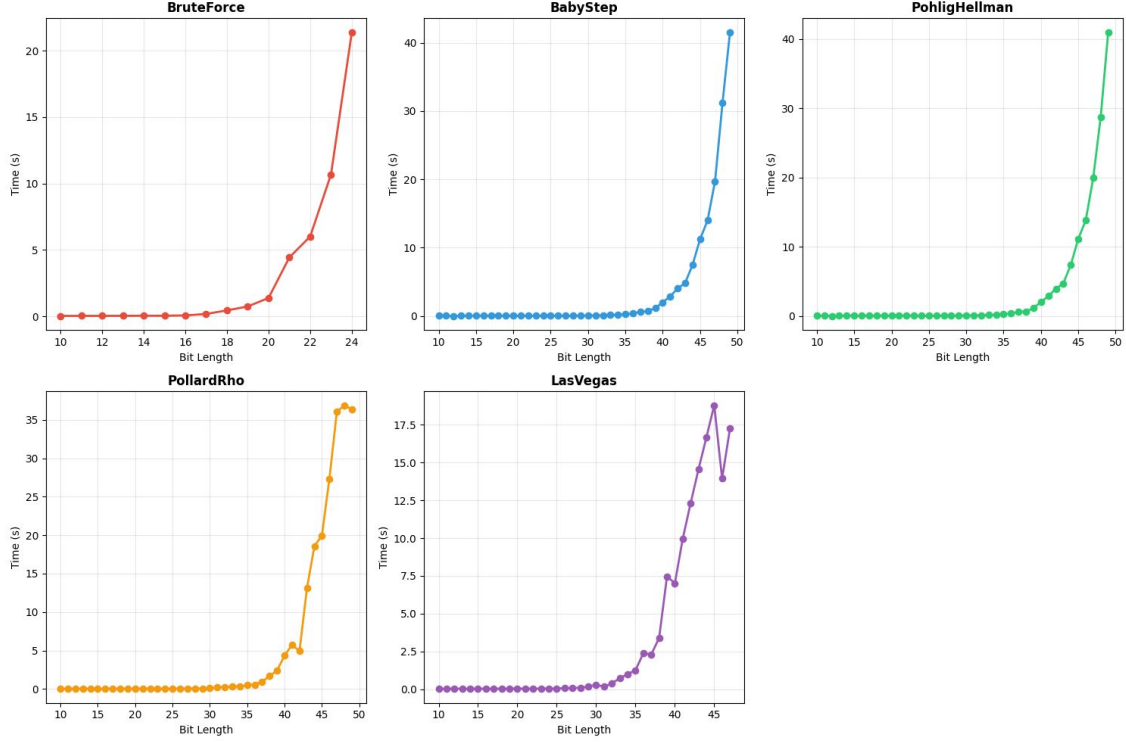 BruteForce
Time (s)
20
15
10
5
0
10 12 14 16 18 20 22 24
Bit Length
BabyStep
Time (s)
40
30
20
10
0
10 15 20 25 30 35 40 45 50
Bit Length
PohligHellman
Time (s)
40
30
20
10
0
10 15 20 25 30 35 40 45 50
Bit Length
PollardRho
Time (s)
35
30
25
20
15
10
5
0
10 15 20 25 30 35 40 45 50
Bit Length
LasVegas
Time (s)
17.5
15.0
12.5
10.0
7.5
5.0
2.5
0.0
10 15 20 25 30 35 40 45
Bit Length